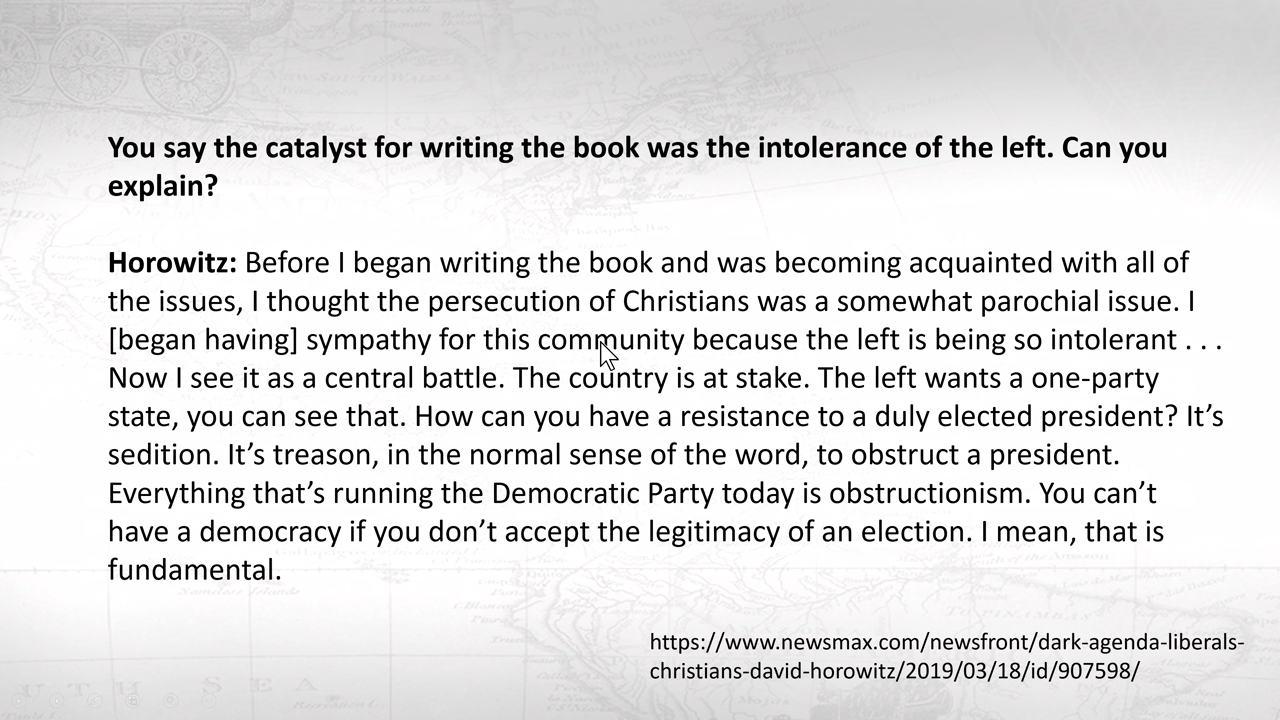 You say the catalyst for writing the book was the intolerance of the left. Can you
explain?
Horowitz: Before I began writing the book and was becoming acquainted with all of
the issues, I thought the persecution of Christians was a somewhat parochial issue. I
[began having] sympathy for this community because the left is being so intolerant . . .
Now I see it as a central battle. The country is at stake. The left wants a one-party
state, you can see that. How can you have a resistance to a duly elected president? It’s
sedition. It’s treason, in the normal sense of the word, to obstruct a president.
Everything that’s running the Democratic Party today is obstructionism. You can’t
have a democracy if you don’t accept the legitimacy of an election. I mean, that is
fundamental.
https://www.newsmax.com/newsfront/dark-agenda-liberals-
christians-david-horowitz/2019/03/18/id/907598/